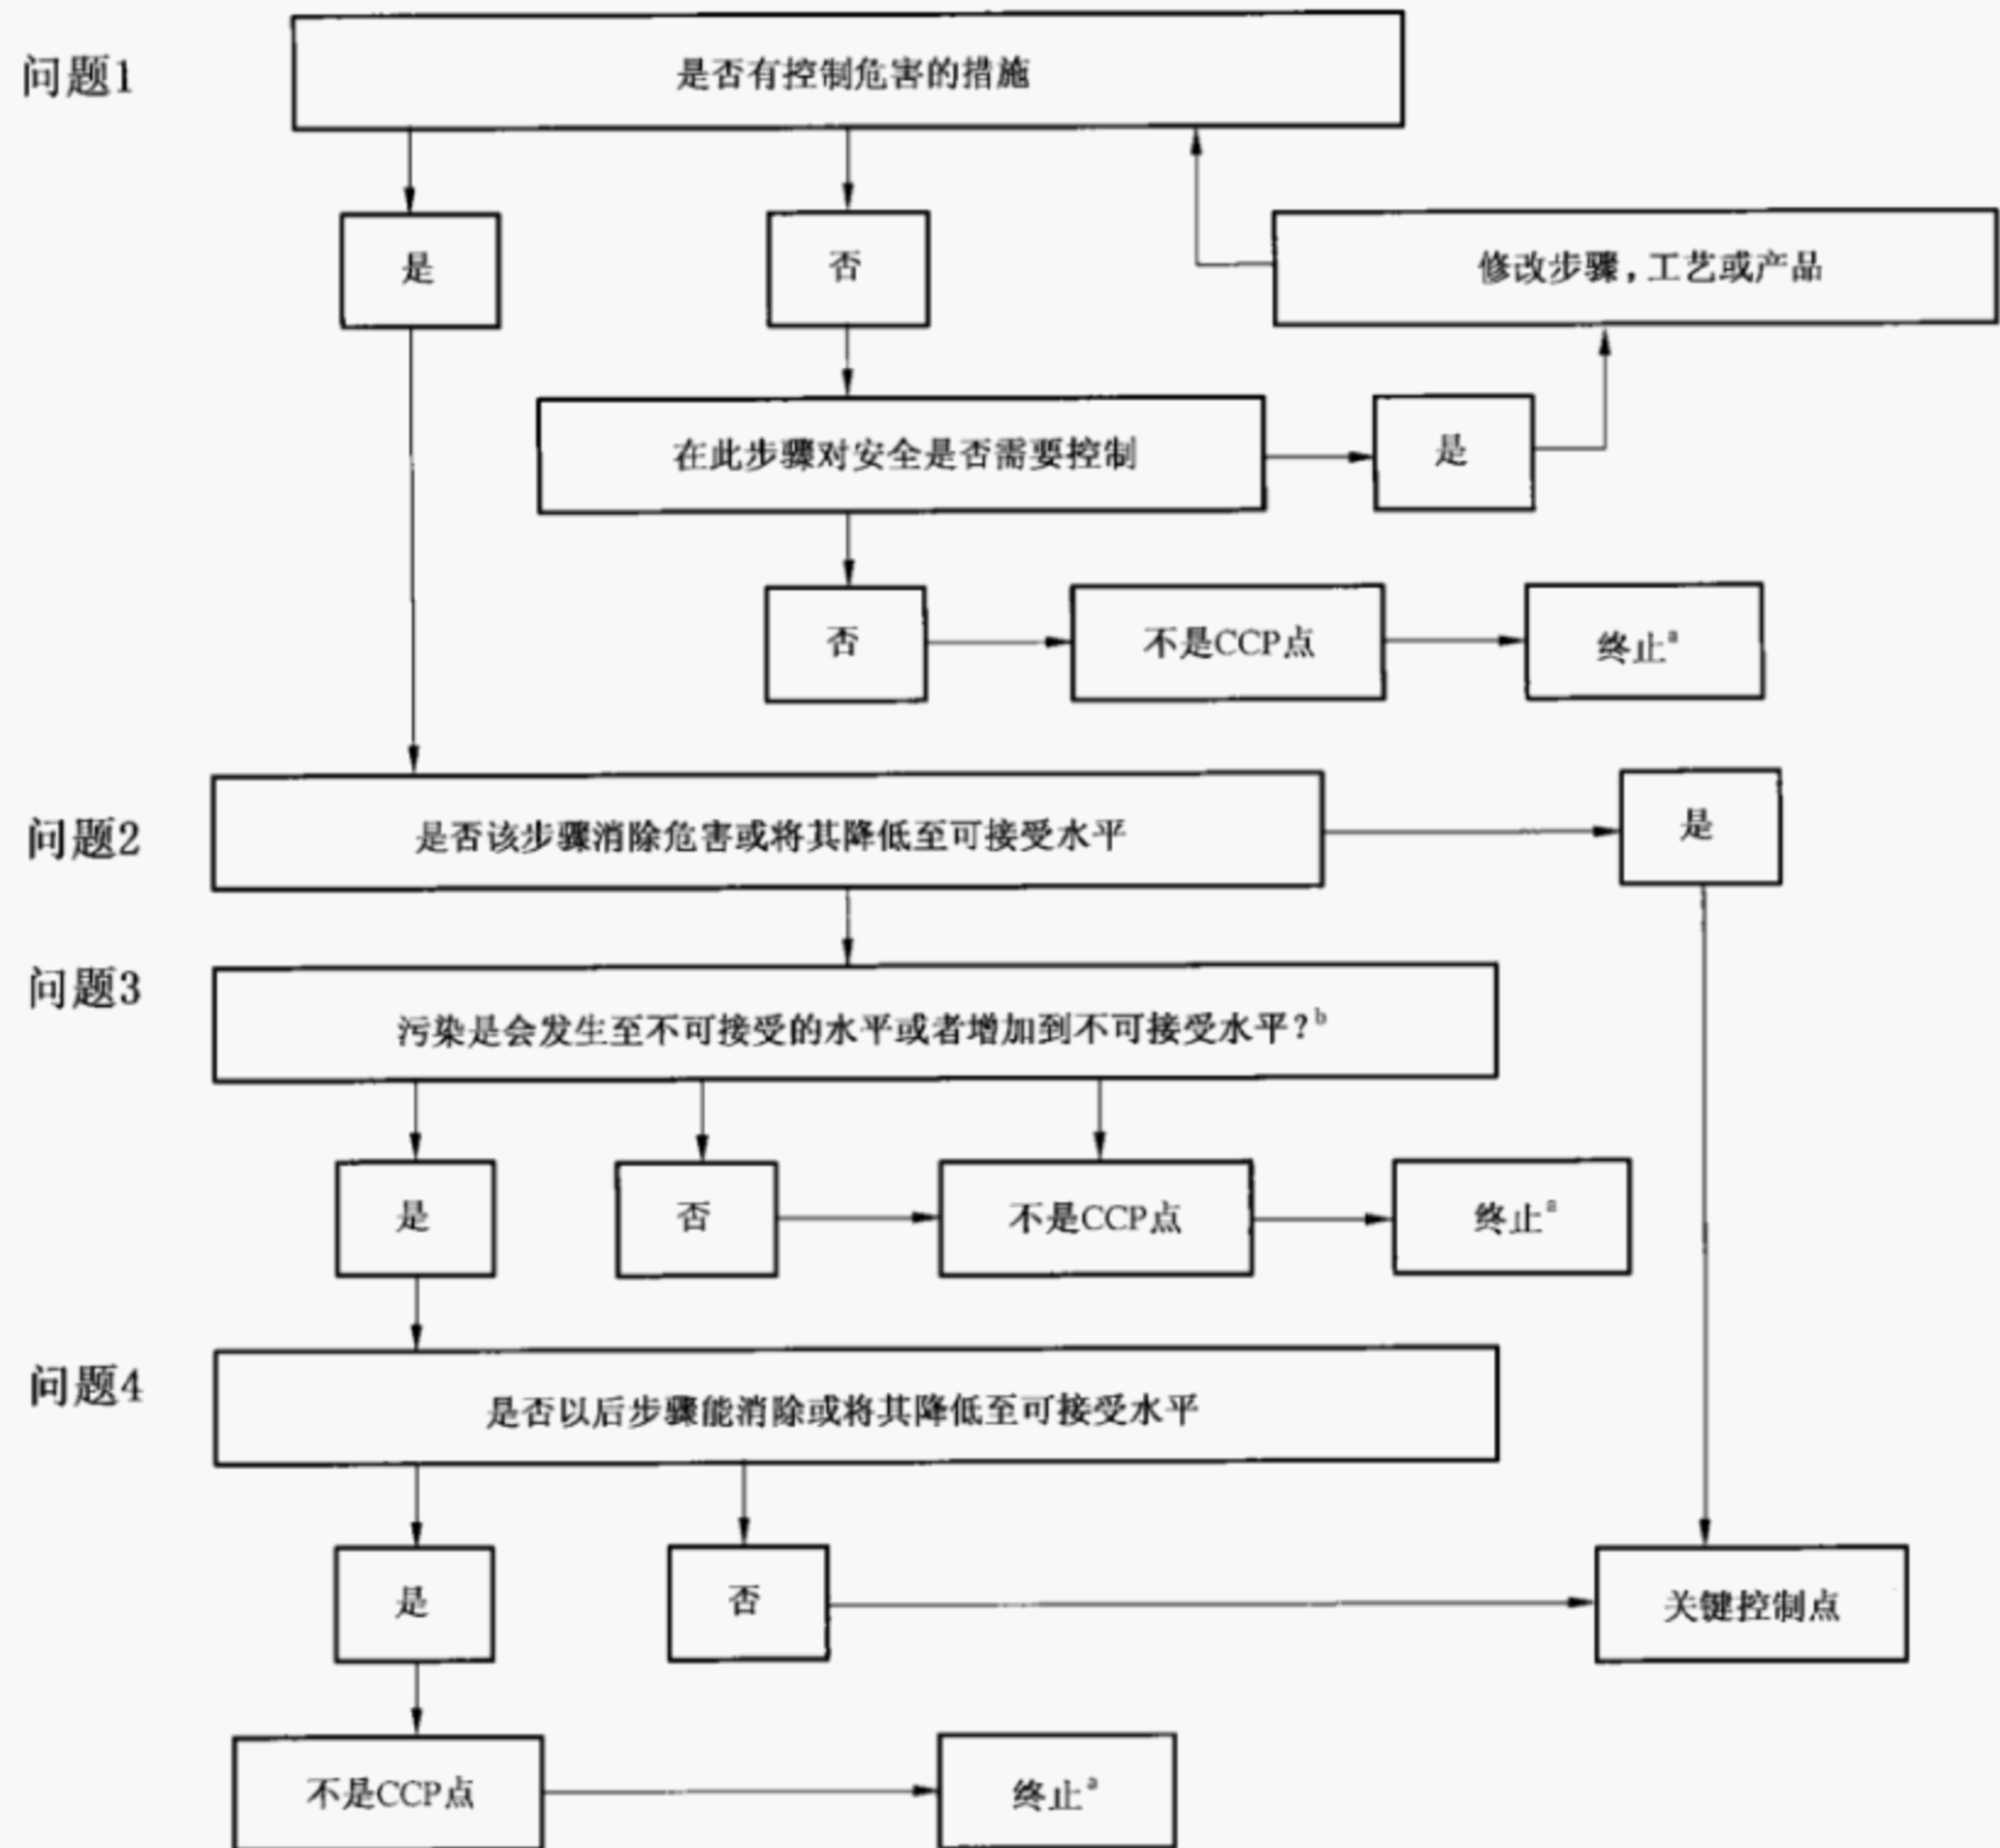 问题1
是否有控制危害的措施
是
否
修改步骤，工艺或产品
在此步骤对安全是否需要控制
是
否
不是CCP点
终止a
问题2
是否该步骤消除危害或将其降低至可接受水平
是
问题3
污染是会发生至不可接受的水平或者增加到不可接受水平？b
是
否
不是CCP点
终止a
问题4
是否以后步骤能消除或将其降低至可接受水平
是
否
关键控制点
不是CCP点
终止a